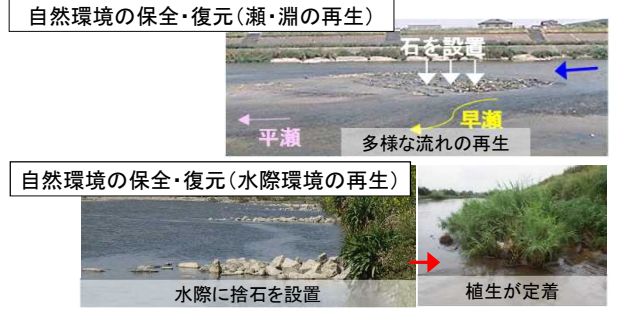 自然環境の保全・復元(瀬・淵の再生)
石を設置
早瀬
平瀬
多様な流れの再生
自然環境の保全・復元(水際環境の再生)
水際に捨石を設置
植生が定着